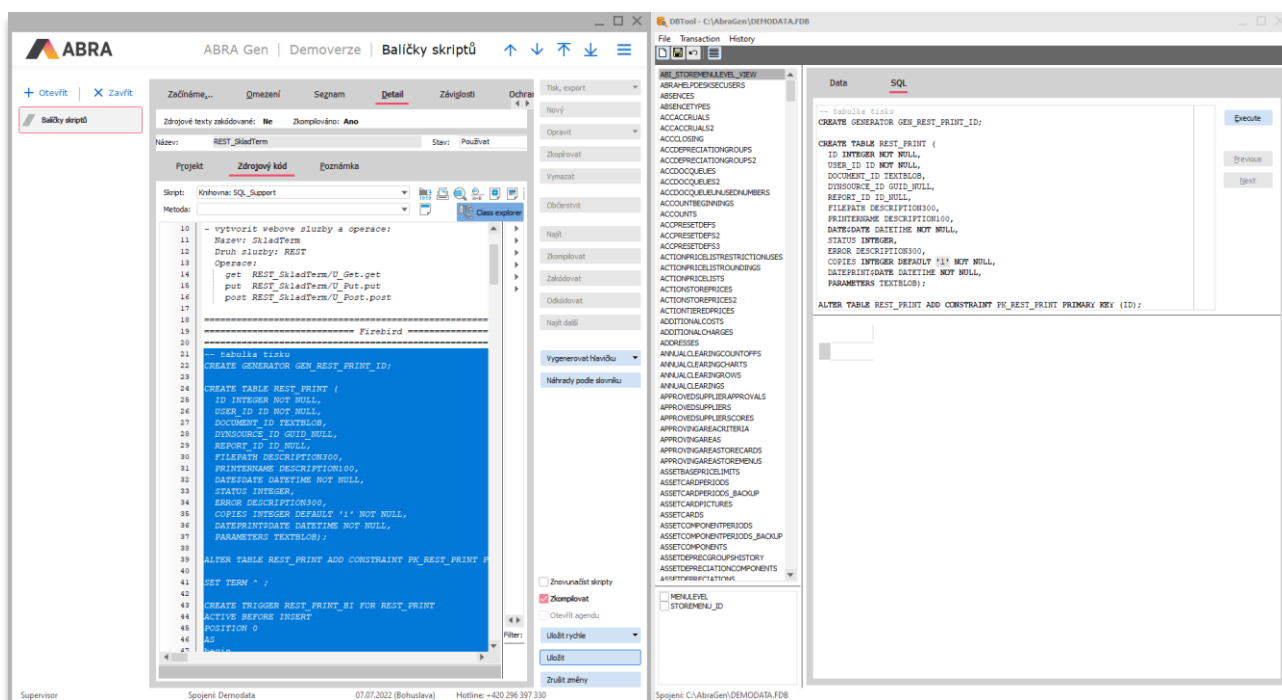 ABRA
ABRA Gen | Demoverze | Balíčky skriptů
Otevřít
Zavřít
Balíčky skriptů
Začínáme,..
Omezení
Seznam
Detail
Závislosti
Ochran
Zdrojové texty zakódované: Ne Zkompilováno: Ano
Název: REST_SkladTerm Stav: Používat
Projekt
Zdrojový kód
Poznámka
Skript: Knihovna: SQL_Support
Metoda:
Class explorer
10 - vytvorit webove sluzby a operace:
11 Nazev: SkladTerm
12 Druh sluzby: REST
13 Operace:
14 get REST_SkladTerm/U_Get.get
15 put REST_SkladTerm/U_Put.put
16 post REST_SkladTerm/U_Post.post
17
18
19 Firebird
20
21 -- tabulka tisku
22 CREATE GENERATOR GEN_REST_PRINT_ID;
23
24 CREATE TABLE REST_PRINT (
25 ID INTEGER NOT NULL,
26 USER_ID ID NOT NULL,
27 DOCUMENT_ID TEXTBLOB,
28 DYNSOURCE_ID GUID_NULL,
29 REPORT_ID ID_NULL,
30 FILEPATH DESCRIPTION300,
31 PRINTERNAME DESCRIPTION100,
32 DATE$DATE DATETIME NOT NULL,
33 STATUS INTEGER,
34 ERROR DESCRIPTION300,
35 COPIES INTEGER DEFAULT '1' NOT NULL,
36 DATEPRINT$DATE DATETIME NOT NULL,
37 PARAMETERS TEXTBLOB);
38
39 ALTER TABLE REST_PRINT ADD CONSTRAINT PK_REST_PRINT P
40
41 SET TERM ^ ;
42
43 CREATE TRIGGER REST_PRINT_BI FOR REST_PRINT
44 ACTIVE BEFORE INSERT
45 POSITION 0
46 AS
47 begin
Filter:
Tisk, export
Nový
Opravit
Zkopírovat
Vymazat
Občerstvit
Najít
Zkompilovat
Zakódovat
Odkódovat
Najít další
Vygenerovat hlavičku
Náhrady podle slovníku
Znovunačíst skripty
Zkompilovat
Otevřít agendu
Uložit rychle
Uložit
Zrušit změny
Supervisor
Spojení: Demodata
07.07.2022 (Bohuslava)
Hotline: +420 296 397 330
DBTool - C:\AbraGen\DEMODATA.FDB
File Transaction History
ABI_STOREMENULEVEL_VIEW
ABRAHELPDESKSECUSERS
ABSENCES
ABSENCETYPES
ACCACCRUALS
ACCACCRUALS2
ACCCLOSING
ACCDEPRECIATIONGROUPS
ACCDEPRECIATIONGROUPS2
ACCDOCQUEUES
ACCDOCQUEUES2
ACCDOCQUEUEUNUSEDNUMBERS
ACCOUNTBEGINNINGS
ACCOUNTS
ACCPRESETDEFS
ACCPRESETDEFS2
ACCPRESETDEFS3
ACTIONPRICELISTRESTRICTIONUSES
ACTIONPRICELISTROUNDINGS
ACTIONPRICELISTS
ACTIONSTOREPRICES
ACTIONSTOREPRICES2
ACTIONTIEREDPRICES
ADDITIONALCOSTS
ADDITIONALCHARGES
ADDRESSES
ANNUALCLEARINGCOUNTOFFS
ANNUALCLEARINGCHARTS
ANNUALCLEARINGROWS
ANNUALCLEARINGS
APPROVEDSUPPLIERAPPROVALS
APPROVEDSUPPLIERS
APPROVEDSUPPLIERSCORES
APPROVINGAREACRITERIA
APPROVINGAREAS
APPROVINGAREASTORECARDS
APPROVINGAREASTOREMENUS
ASSETBASEPRICELIMITS
ASSETCARDPERIODS
ASSETCARDPERIODS_BACKUP
ASSETCARDPICTURES
ASSETCARDS
ASSETCOMPONENTPERIODS
ASSETCOMPONENTPERIODS_BACKUP
ASSETCOMPONENTS
ASSETDEPRECGROUPSHISTORY
ASSETDEPRECIATIONCOMPONENTS
ASSETDEPRECIATIONS
MENULEVEL
STOREMENU_ID
Data
SQL
-- tabulka tisku
CREATE GENERATOR GEN_REST_PRINT_ID;
CREATE TABLE REST_PRINT (
ID INTEGER NOT NULL,
USER_ID ID NOT NULL,
DOCUMENT_ID TEXTBLOB,
DYNSOURCE_ID GUID_NULL,
REPORT_ID ID_NULL,
FILEPATH DESCRIPTION300,
PRINTERNAME DESCRIPTION100,
DATE$DATE DATETIME NOT NULL,
STATUS INTEGER,
ERROR DESCRIPTION300,
COPIES INTEGER DEFAULT '1' NOT NULL,
DATEPRINT$DATE DATETIME NOT NULL,
PARAMETERS TEXTBLOB);
ALTER TABLE REST_PRINT ADD CONSTRAINT PK_REST_PRINT PRIMARY KEY (ID);
Execute
Previous
Next
Spojení: C:\AbraGen\DEMODATA.FDB